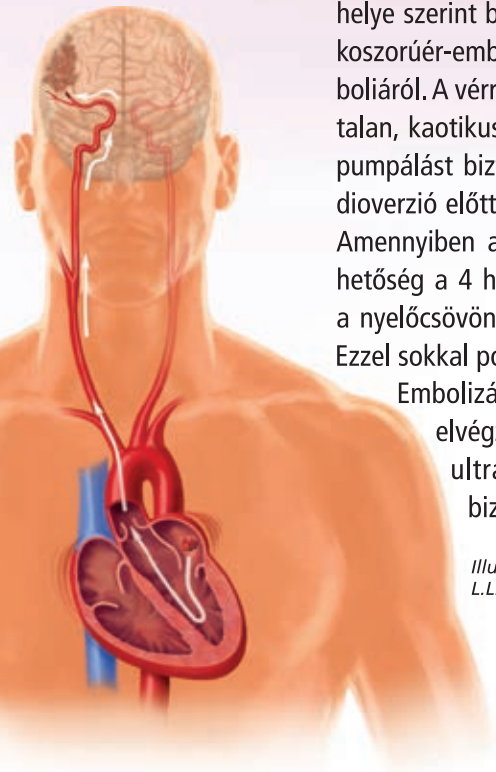 helye szerint b
koszorúér-emb
boliáról. A vérr
talan, kaotikus
pumpálást biz
dioverzió előtt
Amennyiben a
hetőség a 4 h
a nyelőcsövön
Ezzel sokkal po
Embolizá
elvégz
ultra
biz
Illu
L.L.